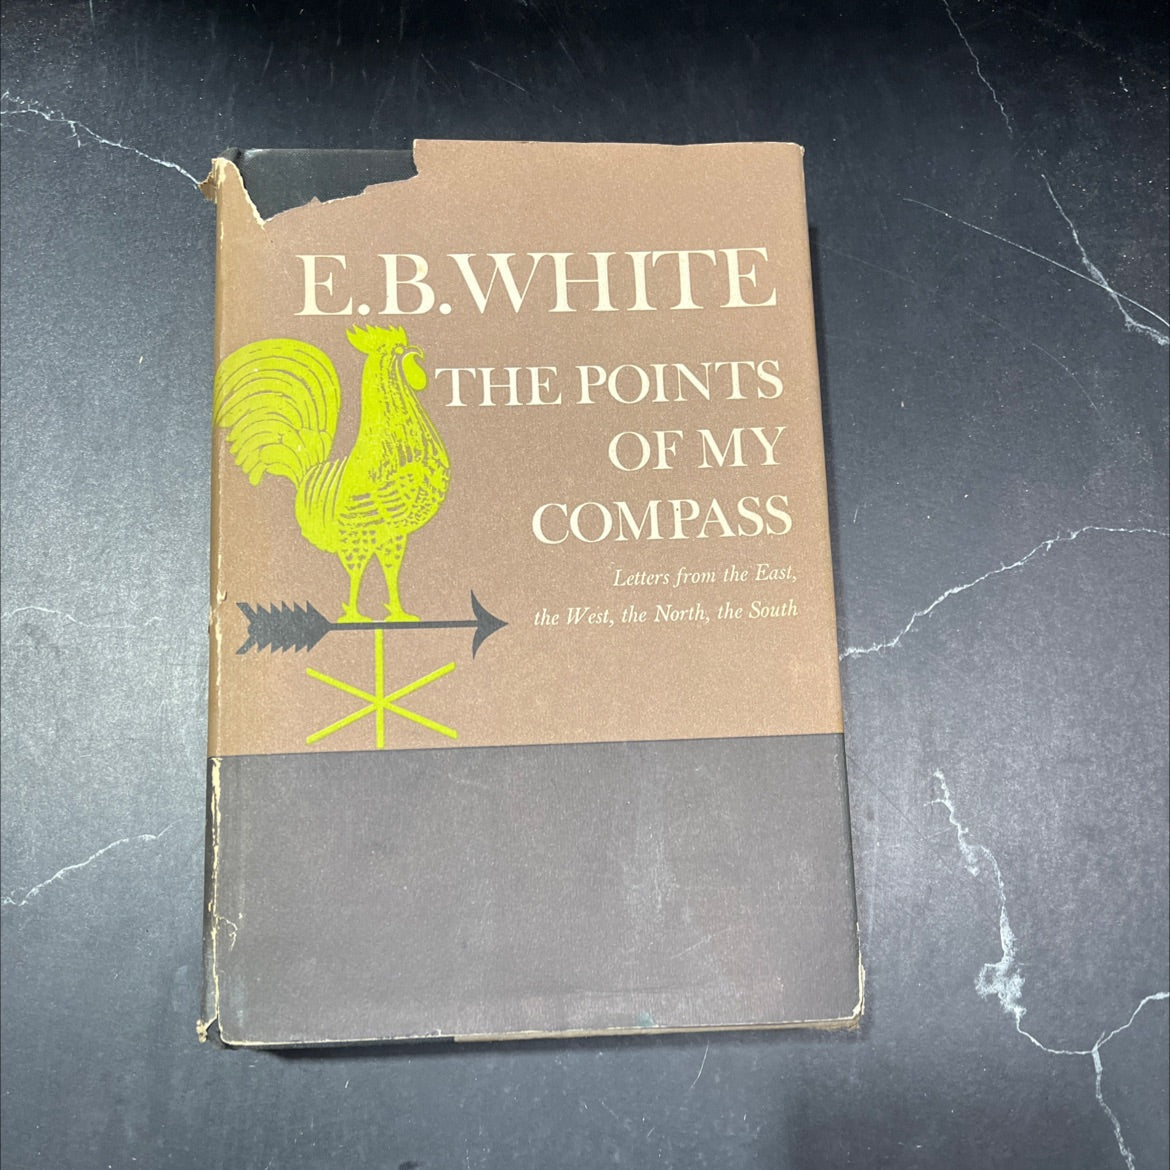 E.B.WHITE
THE POINTS
OF MY
COMPASS
Letters from the East,
the West, the North, the South